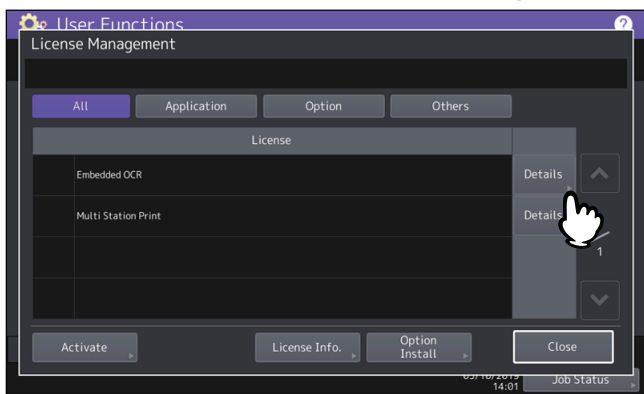 User Functions
?
License Management
All Application Option Others
License
Embedded OCR Details
Multi Station Print Details
1
Activate License Info. Option Install Close
14:01 Job Status